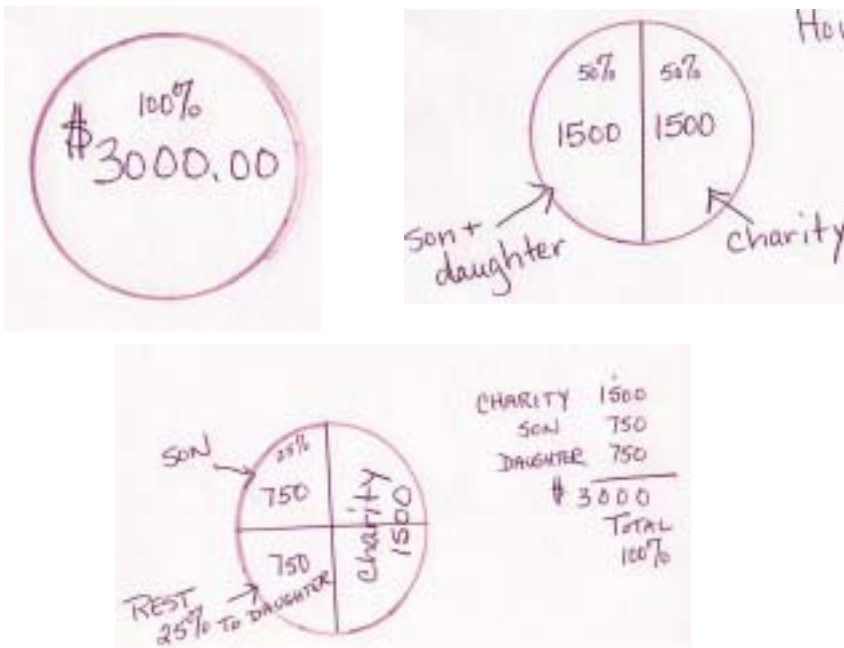 100%
$3000.00
50% 50%
1500 1500
son +
daughter
charity
SON
25%
750
750
charity
1500
REST
25% TO DAUGHTER
CHARITY 1500
SON 750
DAUGHTER 750
$ 3000
TOTAL
100%